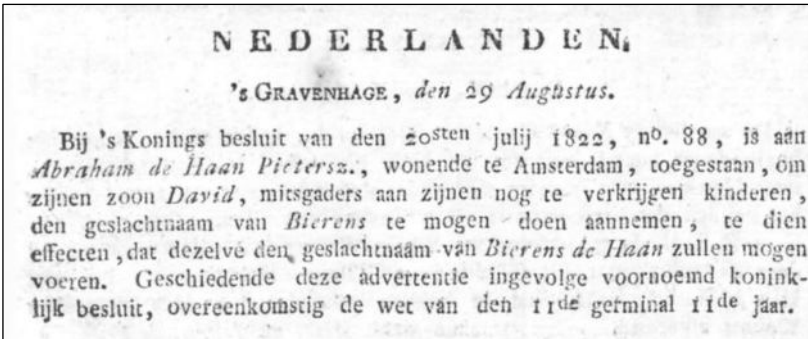 NEDERLANDEN.
's GRAVENHAGE, den 29 Augustus.
Bij 's Konings besluit van den 20sten julij 1822, no. 88, is aan
Abraham de Haan Pietersz., wonende te Amsterdam, toegestaan, om
zijnen zoon David, mitsgaders aan zijnen nog te verkrijgen kinderen,
den geslachtnaam van Bierens te mogen doen aannemen, te dien
effecten, dat dezelve den geslachtnaam van Bierens de Haan zullen mogen
voeren. Geschiedende deze advertentie ingevolge voornoemd konink-
lijk besluit, overeenkomstig de wet van den 11de germinal 11de jaar.